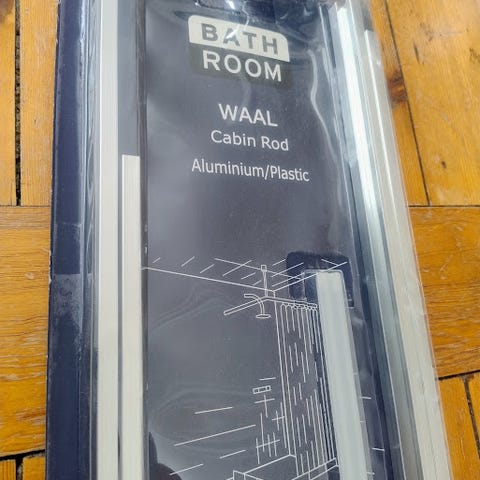 BATH
ROOM
WAAL
Cabin Rod
Aluminium/Plastic